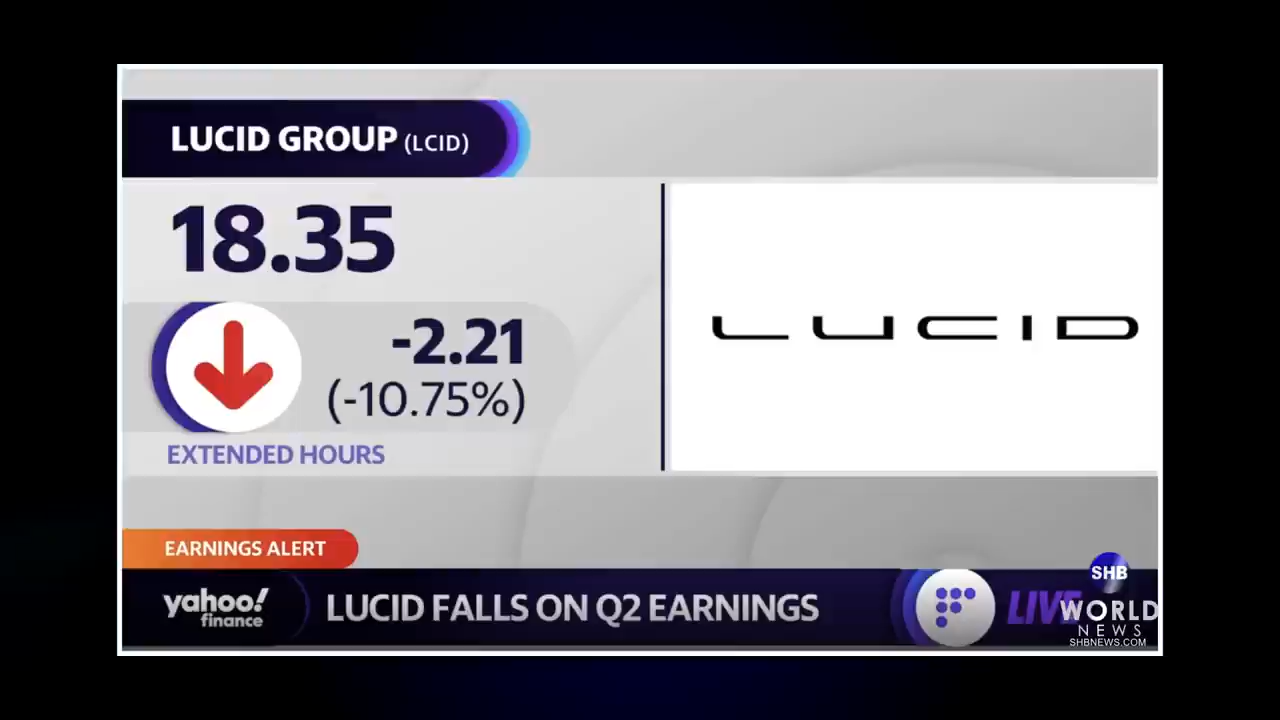 LUCID GROUP (LCID)
18.35
-2.21
(-10.75%)
EXTENDED HOURS
LUCID
EARNINGS ALERT
yahoo!
finance
LUCID FALLS ON Q2 EARNINGS
LIVE
SHB
WORLD
NEWS
SHBNEWS.COM